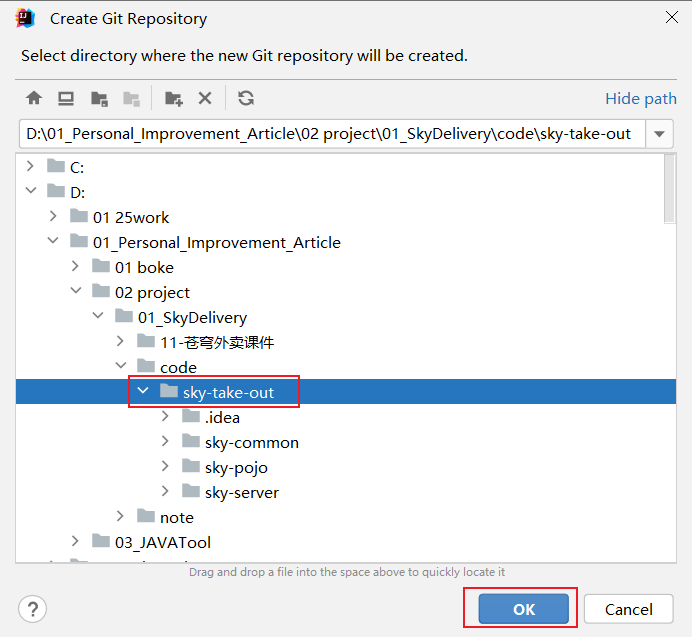 Create Git Repository
Select directory where the new Git repository will be created.
Hide path
D:\01_Personal_Improvement_Article\02 project\01_SkyDelivery\code\sky-take-out
C:
D:
01 25work
01_Personal_Improvement_Article
01 boke
02 project
01_SkyDelivery
11-苍穹外卖课件
code
sky-take-out
.idea
sky-common
sky-pojo
sky-server
note
03_JAVATool
Drag and drop a file into the space above to quickly locate it
?
OK
Cancel